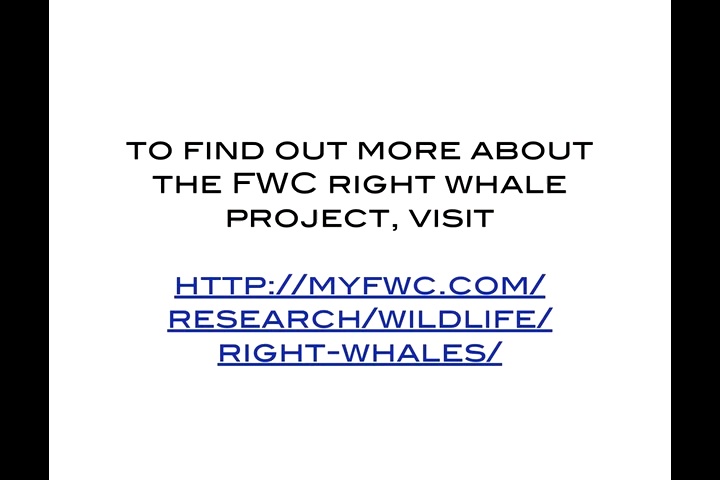 TO FIND OUT MORE ABOUT
THE FWC RIGHT WHALE
PROJECT, VISIT
HTTP://MYFWC.COM/
RESEARCH/WILDLIFE/
RIGHT-WHALES/